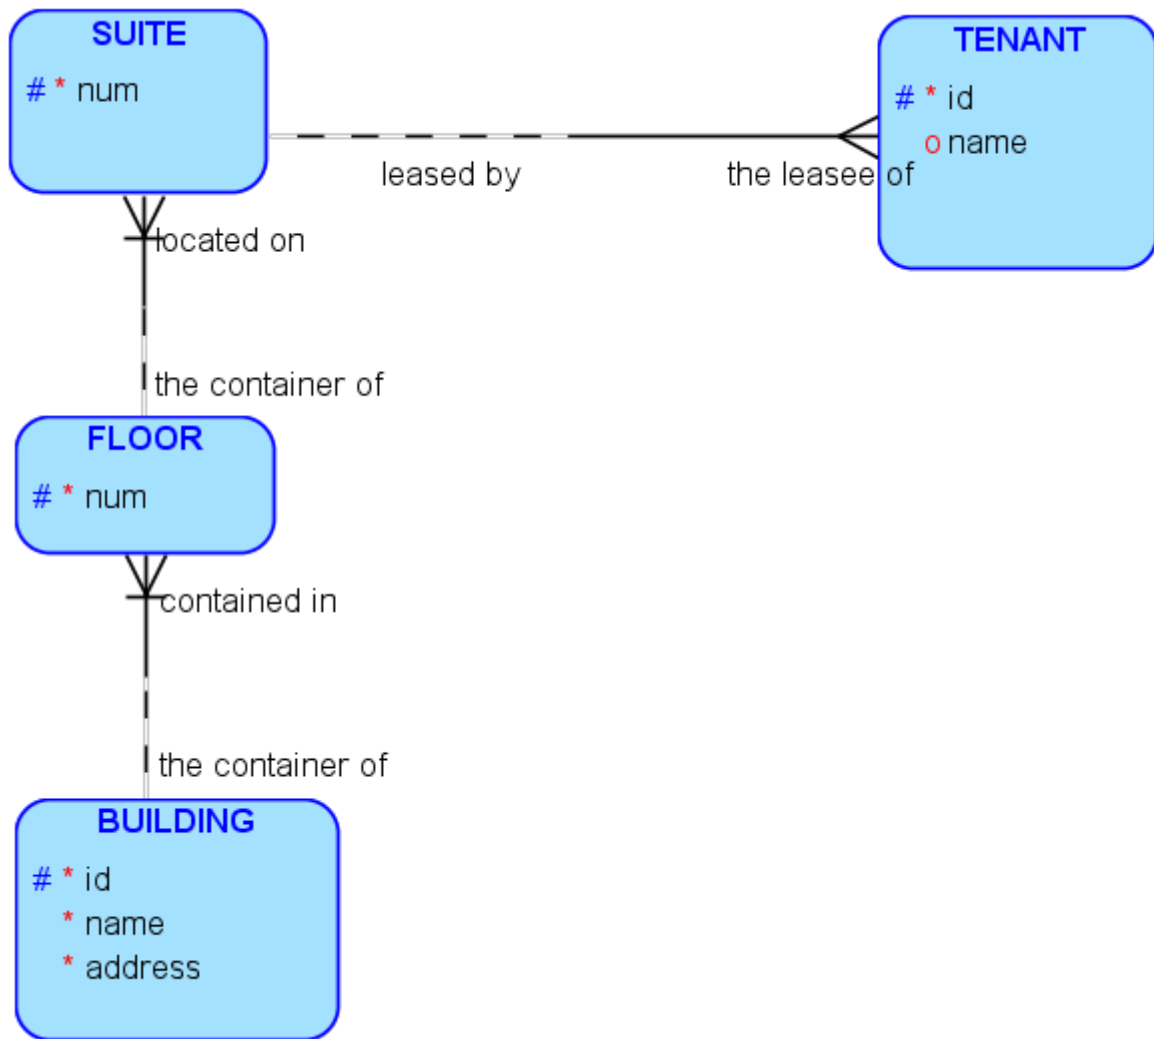 SUITE
# * num
TENANT
# * id
o name
leased by
the leasee of
located on
the container of
FLOOR
# * num
contained in
the container of
BUILDING
# * id
* name
* address